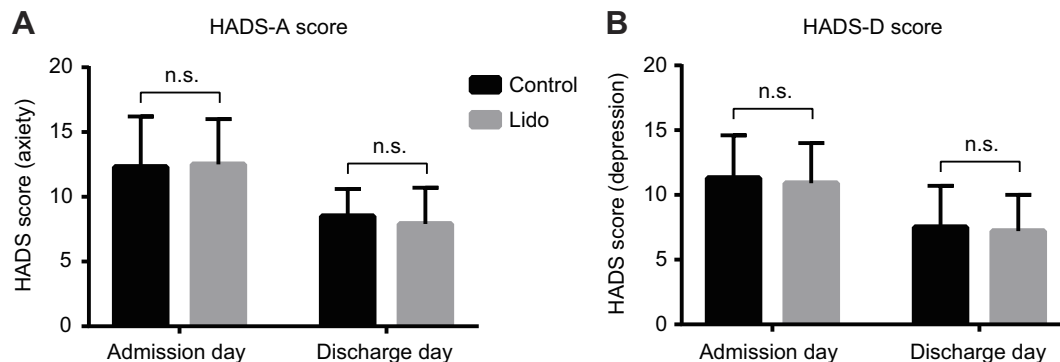 A
HADS-A score
HADS score (axiety)
20
15
10
5
0
n.s.
n.s.
Control
Lido
Admission day
Discharge day
B
HADS-D score
HADS score (depression)
20
15
10
5
0
n.s.
n.s.
Admission day
Discharge day